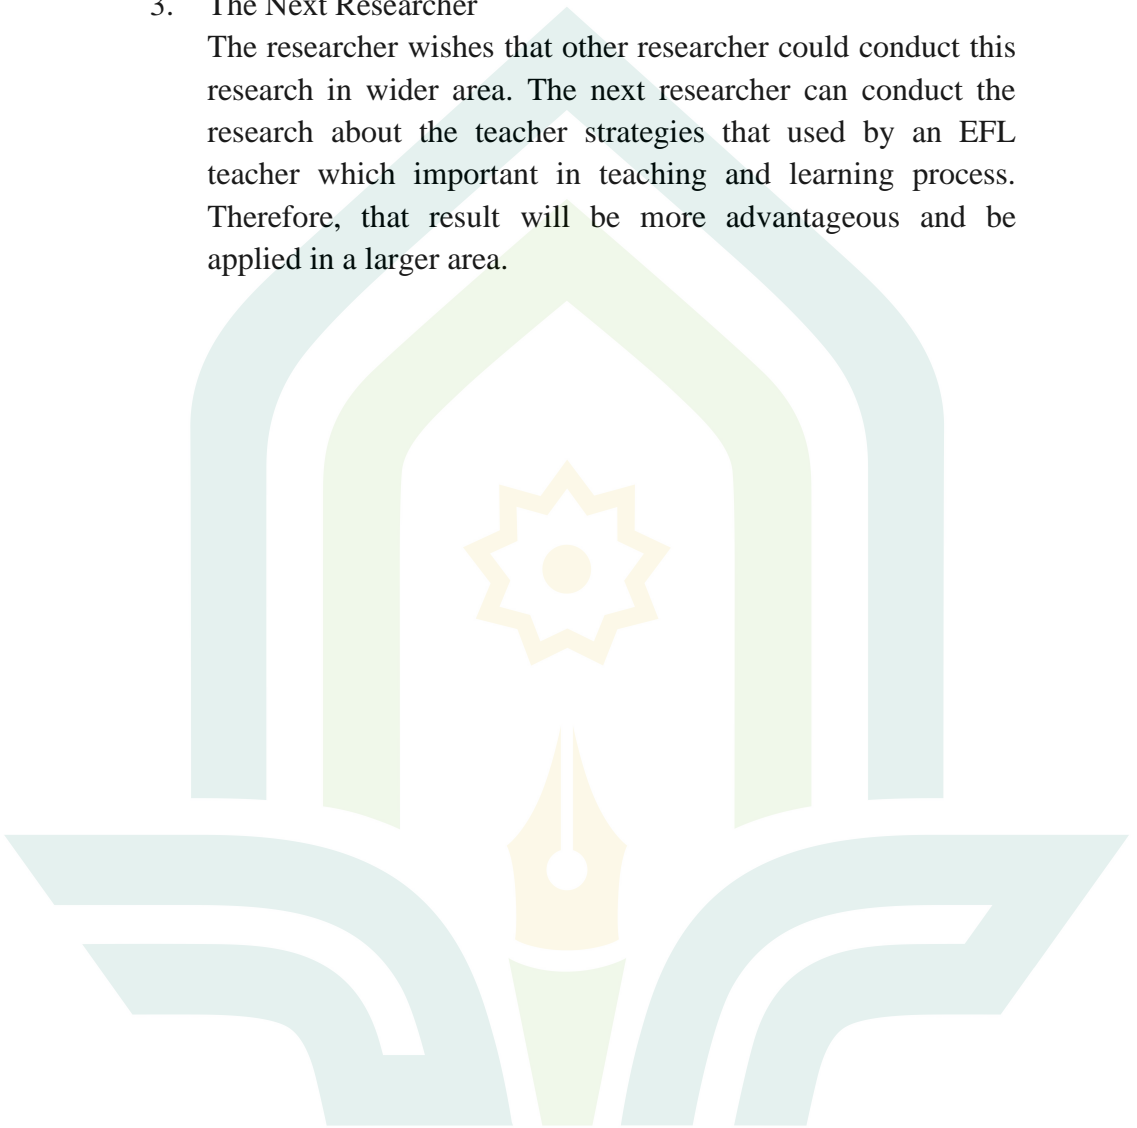 3. The Next Researcher
The researcher wishes that other researcher could conduct this
research in wider area. The next researcher can conduct the
research about the teacher strategies that used by an EFL
teacher which important in teaching and learning process.
Therefore, that result will be more advantageous and be
applied in a larger area.